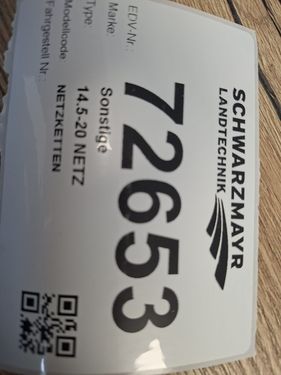 SCHWARZMAYR
LANDTECHNIK
EDV-Nr.:
72653
Marke:
Sonstige
Type:
14.5-20 NETZ
Modellcode:
NETZKETTEN
Fahrgestell Nr.: